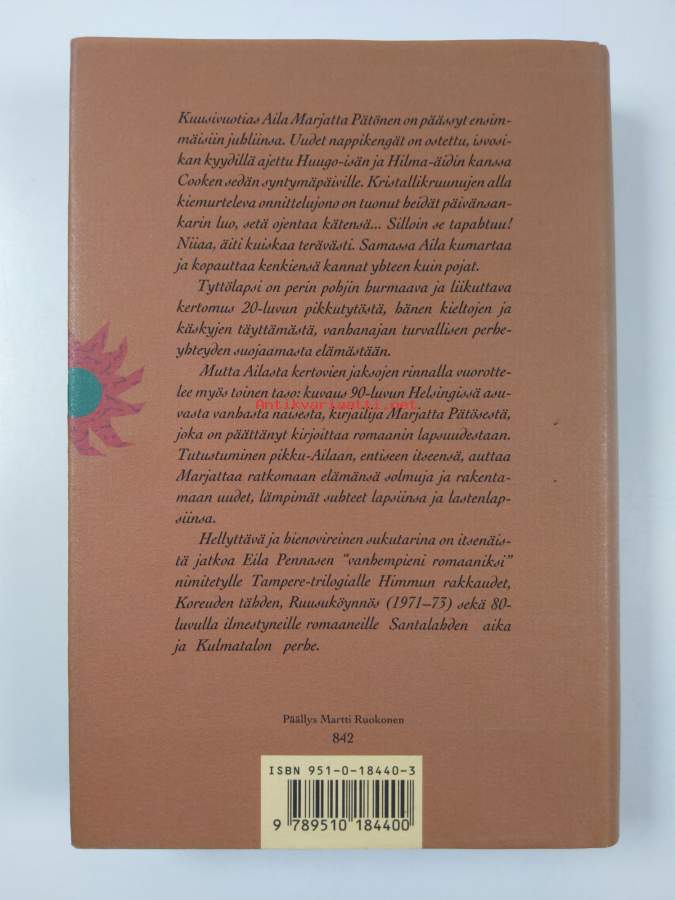 Kuusivuotias Aila Marjatta Pätönen on päässyt ensim-
mäisiin juhliinsa. Uudet nappikengät on ostettu, isvosi-
kan kyydillä ajettu Huugo-isän ja Hilma-äidin kanssa
Cooken sedän syntymäpäiville. Kristallikruunujen alla
kiemurteleva onnittelujono on tuonut heidät päivänsan-
karin luo, setä ojentaa kätensä... Silloin se tapahtuu!
Niiaa, äiti kuiskaa terävästi. Samassa Aila kumartaa
ja kopauttaa kenkiensä kannat yhteen kuin pojat.
Tyttölapsi on perin pohjin hurmaava ja liikuttava
kertomus 20-luvun pikkutytöstä, hänen kieltojen ja
käskyjen täyttämästä, vanhanajan turvallisen perhe-
yhteyden suojaamasta elämästään.
Mutta Ailasta kertovien jaksojen rinnalla vuorotte-
lee myös toinen taso: kuvaus 90-luvun Helsingissä asu-
vasta vanhasta naisesta, kirjailija Marjatta Pätösestä,
joka on päättänyt kirjoittaa romaanin lapsuudestaan.
Tutustuminen pikku-Ailaan, entiseen itseensä, auttaa
Marjattaa ratkomaan elämänsä solmuja ja rakenta-
maan uudet, lämpimät suhteet lapsiinsa ja lastenlap-
siinsa.
Hellyttävä ja hienovireinen sukutarina on itsenäis-
tä jatkoa Eila Pennasen "vanhempieni romaaniksi"
nimitetylle Tampere-trilogialle Himmun rakkaudet,
Koreuden tähden, Ruusuköynnös (1971–73) sekä 80-
luvulla ilmestyneille romaaneille Santalahden aika
ja Kulmatalon perhe.
Antikvariaatti.net
Päällys Martti Ruokonen
842
ISBN 951-0-18440-3
9 789510 184400